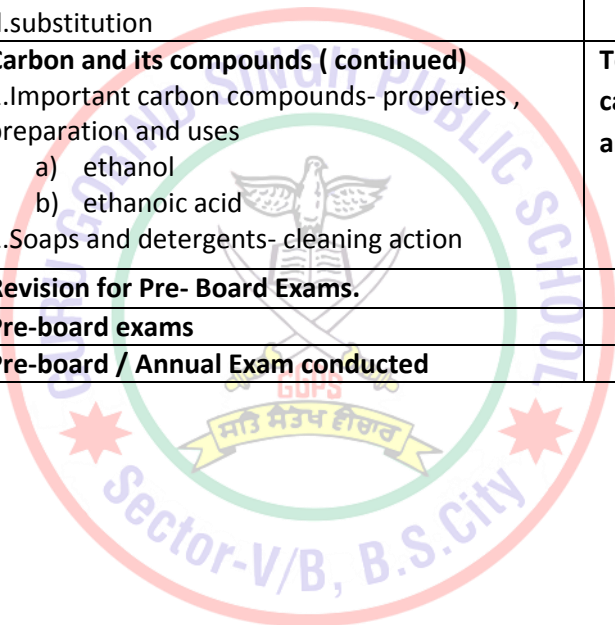 .substitution
Carbon and its compounds ( continued)
.Important carbon compounds- properties ,
preparation and uses
a) ethanol
b) ethanoic acid
.Soaps and detergents- cleaning action
Revision for Pre- Board Exams.
Pre-board exams
Pre-board / Annual Exam conducted
GURU GOBIND SINGH PUBLIC SCHOOL
GGPS
ਸਤਿ ਸੰਤੋਖ ਵੀਚਾਰ
Sector-V/B, B.S.City